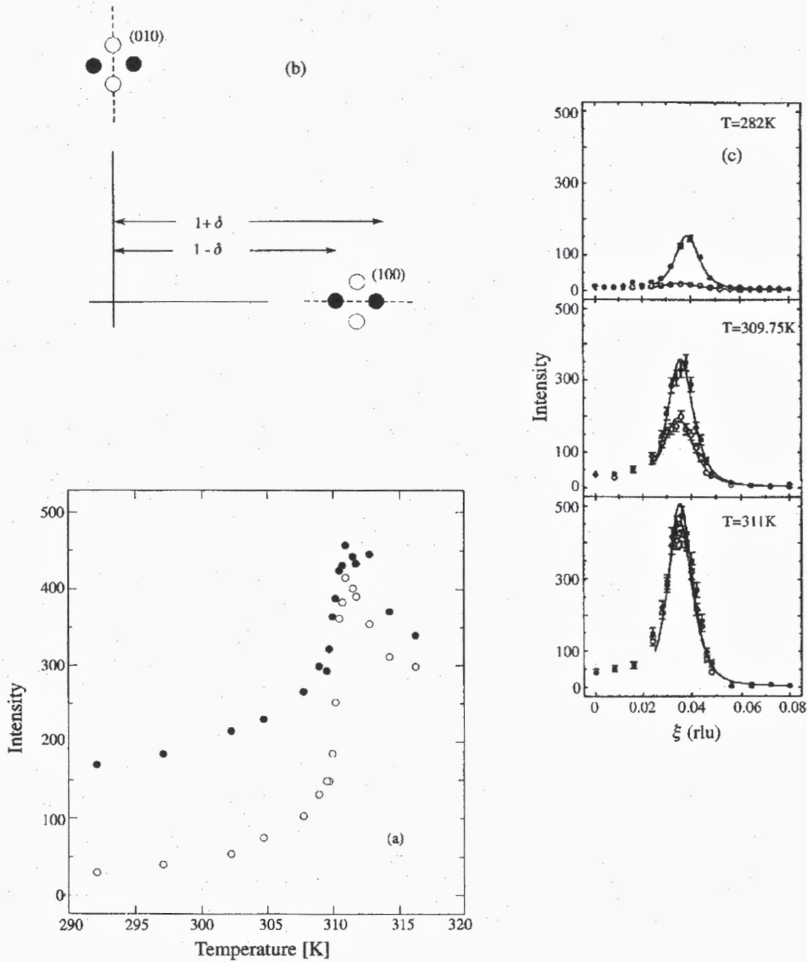 (010)
(b)
1+δ
1-δ
(100)
500
400
300
200
100
0
290
295
300
305
310
315
320
Intensity
Temperature [K]
(a)
T=282K
(c)
500
300
100
0
T=309.75K
500
300
100
0
T=311K
500
300
100
0
0
0.02
0.04
0.06
0.08
Intensity
ξ (rlu)